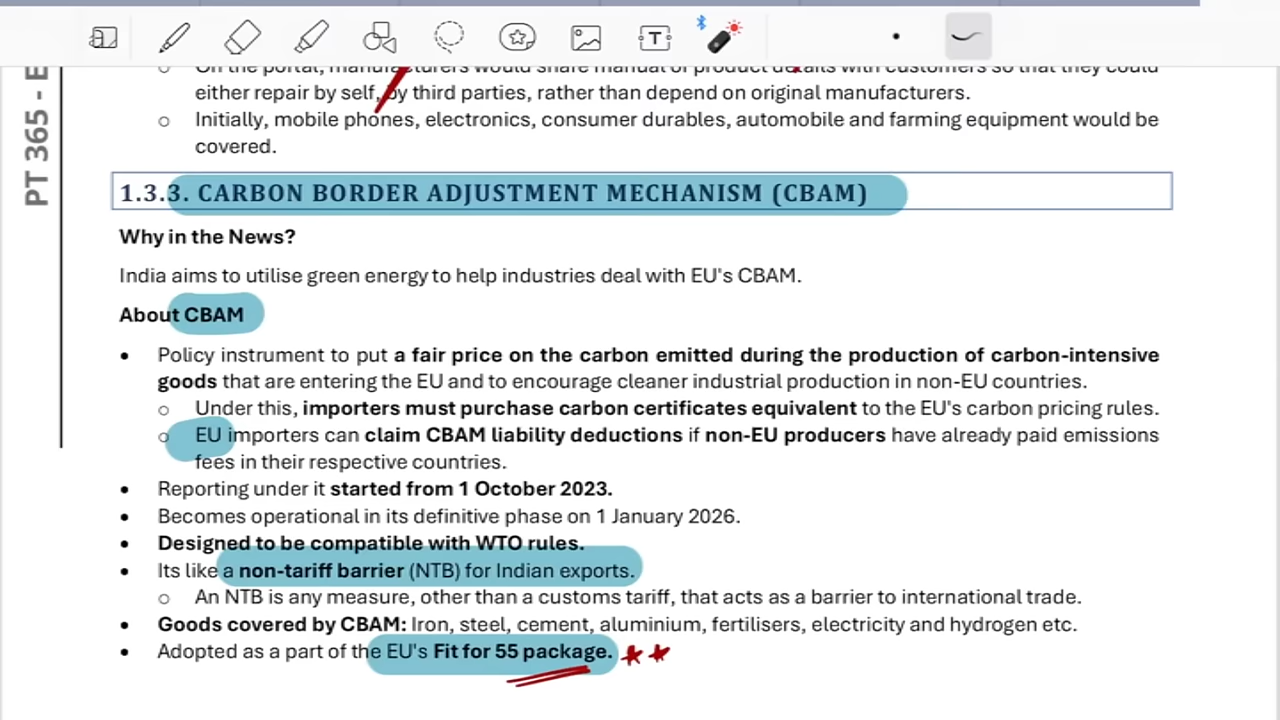 PT 365 - E
On the portal, manufacturers would share manual of product details with customers so that they could
either repair by self, by third parties, rather than depend on original manufacturers.
○ Initially, mobile phones, electronics, consumer durables, automobile and farming equipment would be
covered.
1.3.3. CARBON BORDER ADJUSTMENT MECHANISM (CBAM)
Why in the News?
India aims to utilise green energy to help industries deal with EU's CBAM.
About CBAM
• Policy instrument to put a fair price on the carbon emitted during the production of carbon-intensive
goods that are entering the EU and to encourage cleaner industrial production in non-EU countries.
○ Under this, importers must purchase carbon certificates equivalent to the EU's carbon pricing rules.
○ EU importers can claim CBAM liability deductions if non-EU producers have already paid emissions
fees in their respective countries.
• Reporting under it started from 1 October 2023.
• Becomes operational in its definitive phase on 1 January 2026.
• Designed to be compatible with WTO rules.
• Its like a non-tariff barrier (NTB) for Indian exports.
○ An NTB is any measure, other than a customs tariff, that acts as a barrier to international trade.
• Goods covered by CBAM: Iron, steel, cement, aluminium, fertilisers, electricity and hydrogen etc.
• Adopted as a part of the EU's Fit for 55 package.